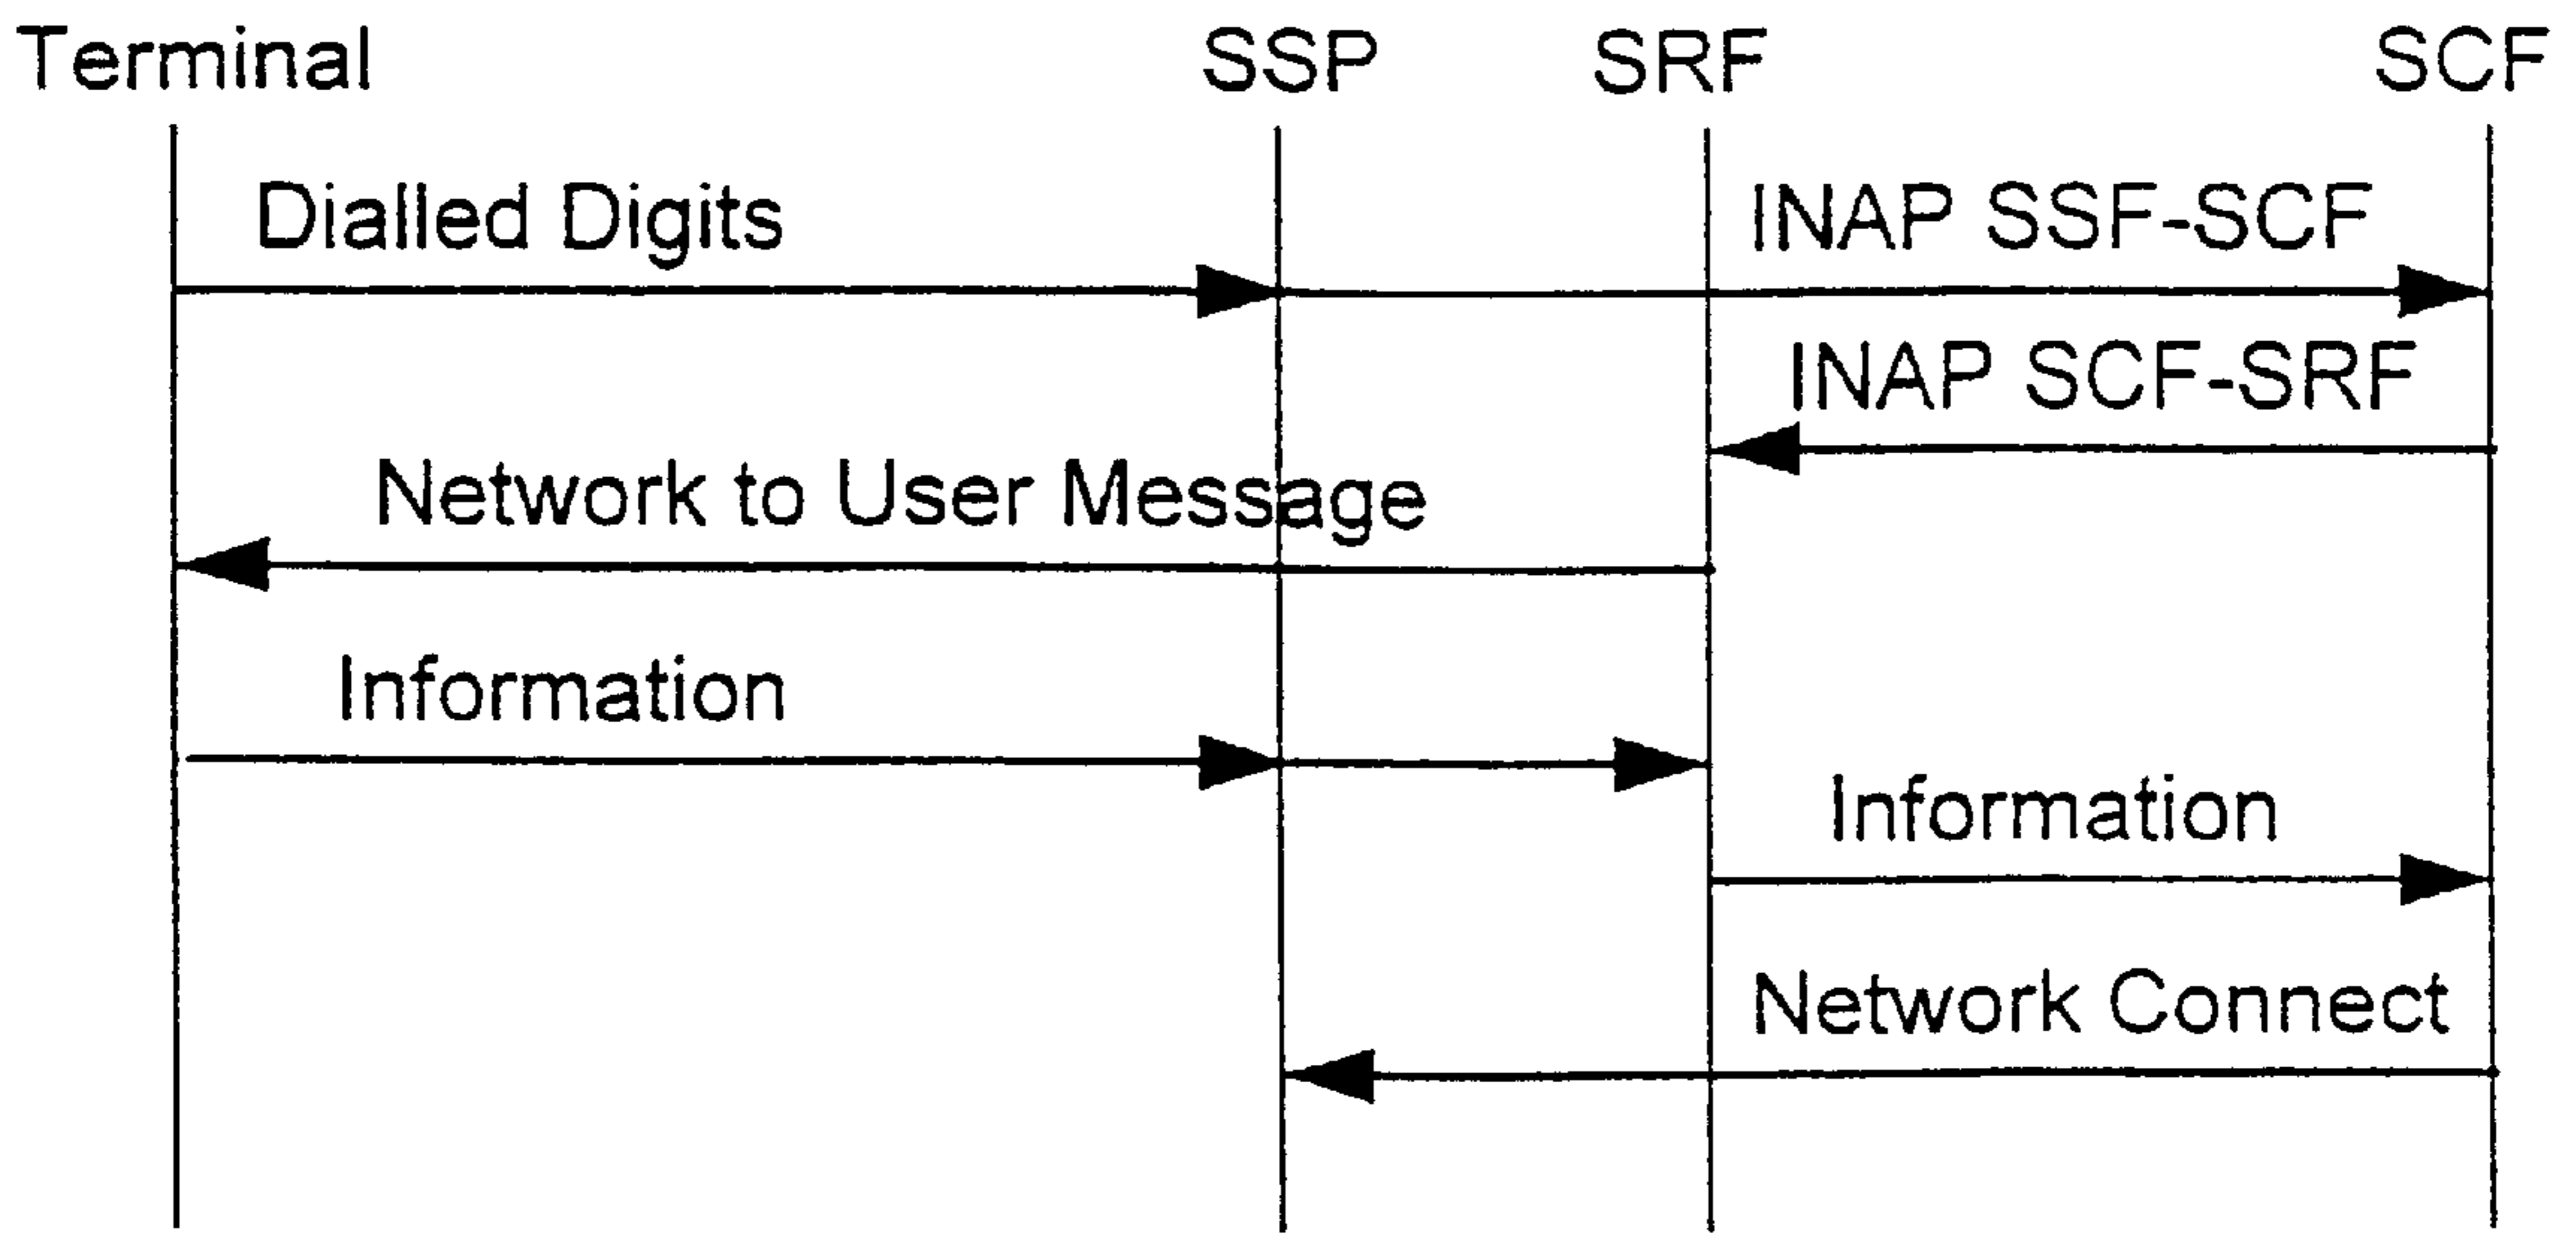 Terminal SSP SRF SCF
Dialled Digits INAP SSF-SCF
INAP SCF-SRF
Network to User Message
Information
Information
Network Connect